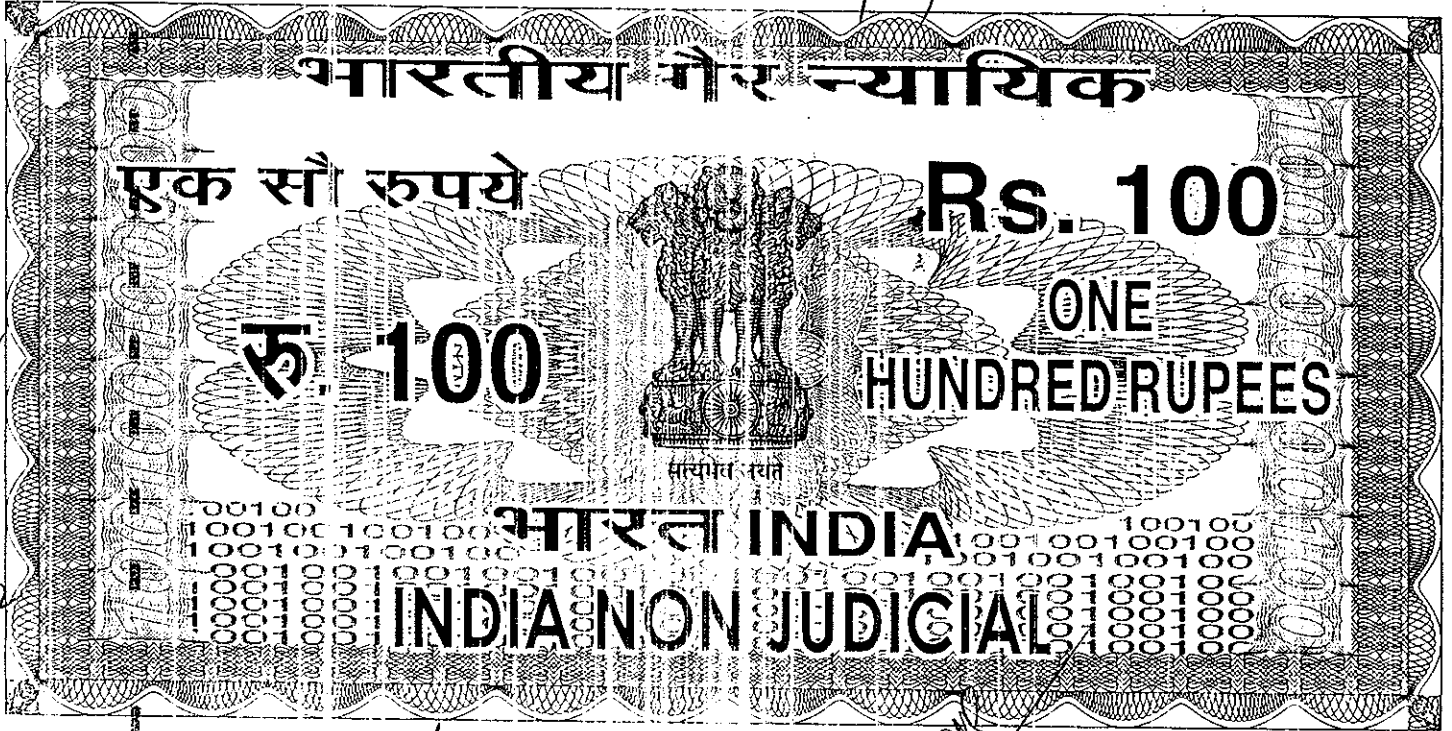 भारतीय गैर न्यायिक
एक सौ रुपये
Rs. 100
रु. 100
ONE
HUNDRED RUPEES
सत्यमेव जयते
भारत INDIA
INDIA NON JUDICIAL